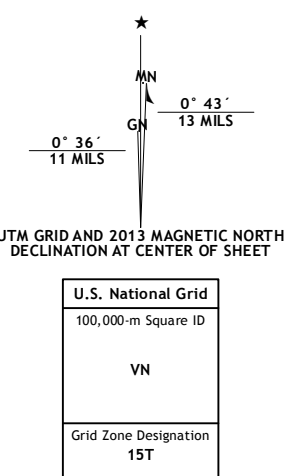 ★
MN
GN
0° 43´
13 MILS
0° 36´
11 MILS
UTM GRID AND 2013 MAGNETIC NORTH
DECLINATION AT CENTER OF SHEET
U.S. National Grid
100,000-m Square ID
VN
Grid Zone Designation
15T